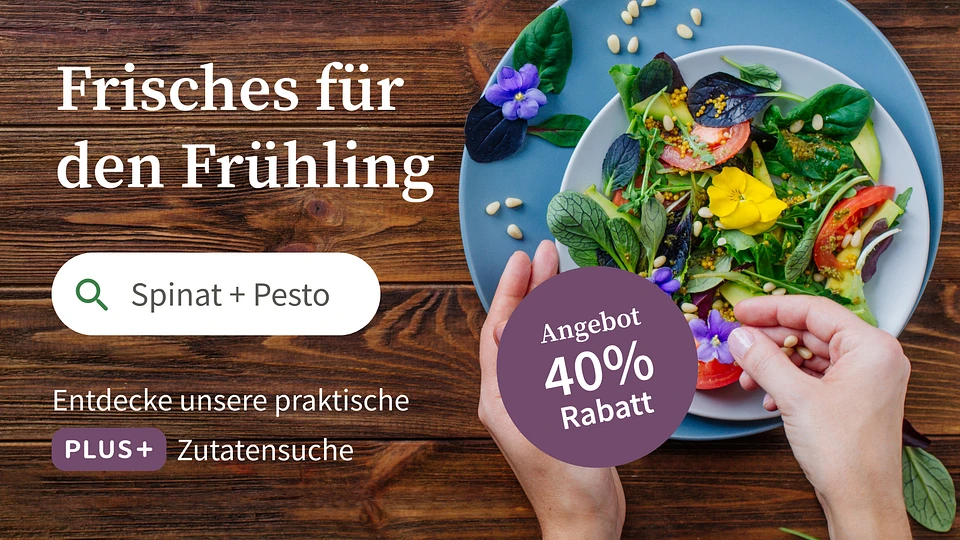 Frisches für
den Frühling
Spinat + Pesto
Entdecke unsere praktische
PLUS+ Zutatensuche
Angebot
40%
Rabatt